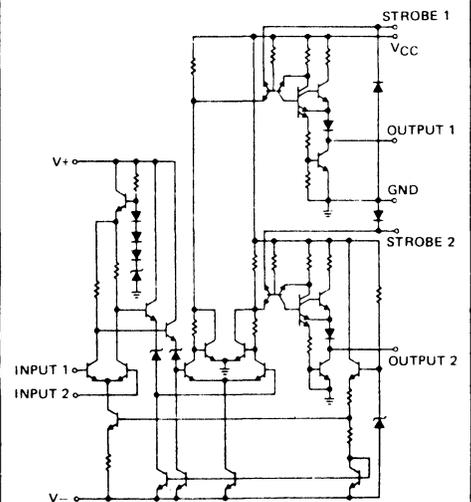 STROBE 1
VCC
OUTPUT 1
V+
GND
STROBE 2
OUTPUT 2
INPUT 1
INPUT 2
V−